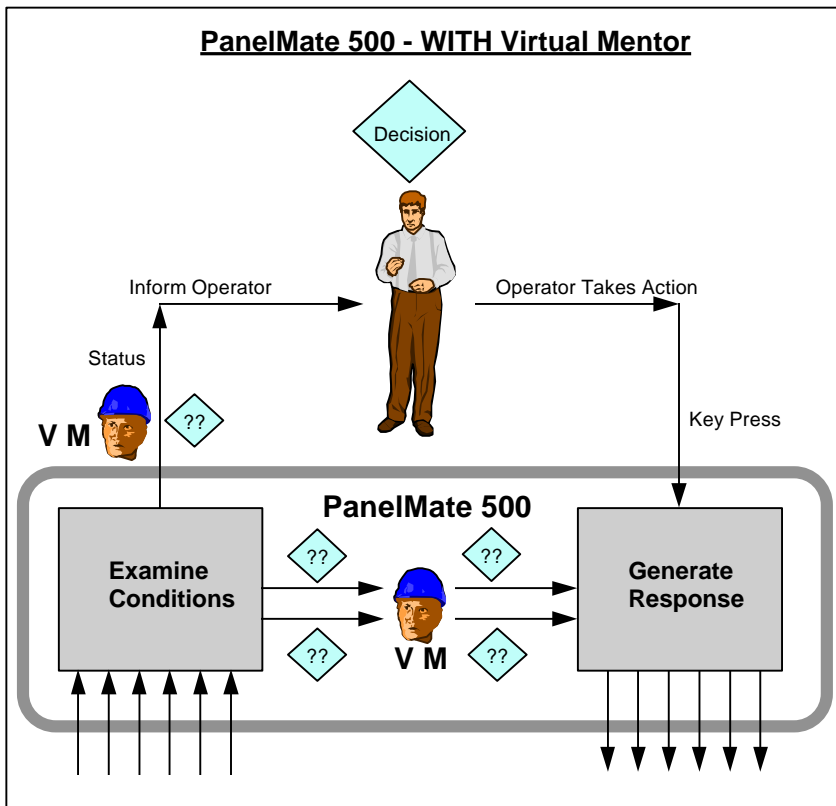 PanelMate 500 - WITH Virtual Mentor
Decision
Inform Operator
Operator Takes Action
Status
??
V M
Key Press
PanelMate 500
Examine
Conditions
??
??
Generate
Response
??
V M
??